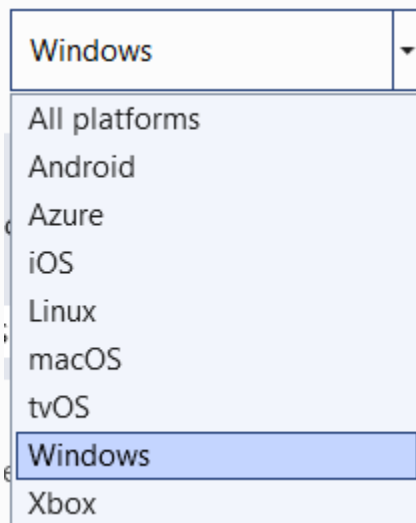 Windows
All platforms
Android
Azure
iOS
Linux
macOS
tvOS
Windows
Xbox